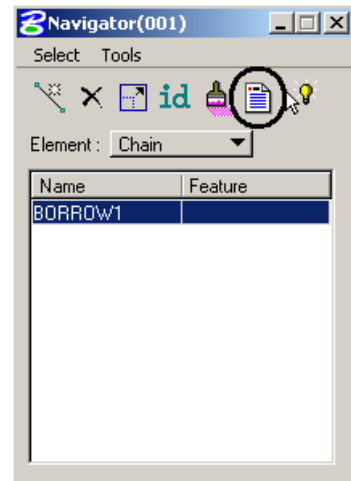 Navigator(001)
Select Tools
id
Element : Chain
Name Feature
BORROW1